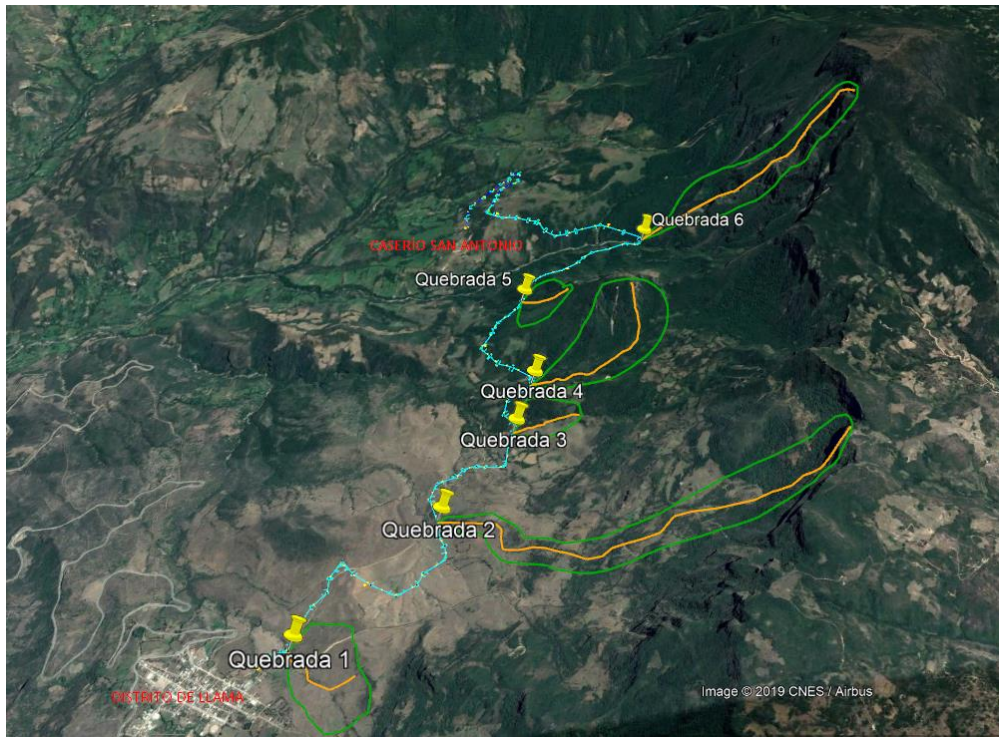 Quebrada 6
CASERÍO SAN ANTONIO
Quebrada 5
Quebrada 4
Quebrada 3
Quebrada 2
Quebrada 1
DISTRITO DE LLAMA
Image © 2019 CNES / Airbus